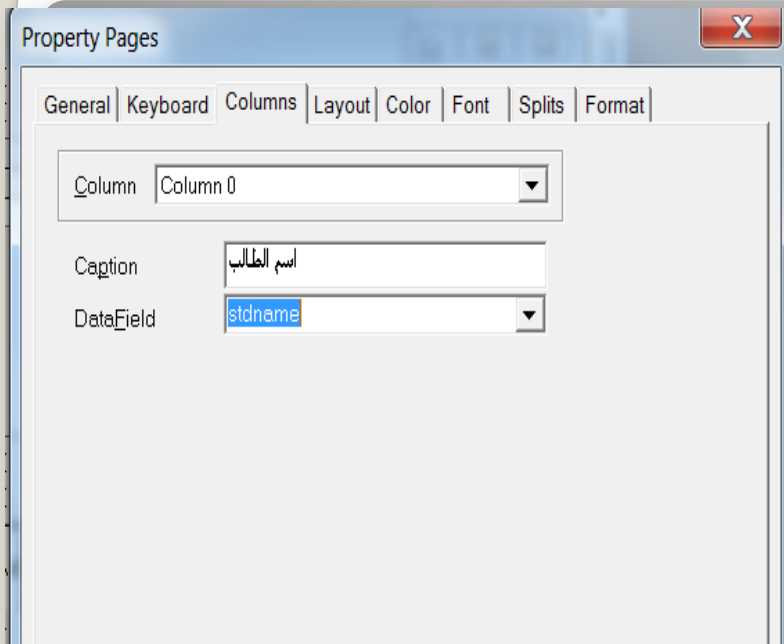 Property Pages
X
General Keyboard Columns Layout Color Font Splits Format
Column Column 0
Caption اسم الطالب
DataField stdname